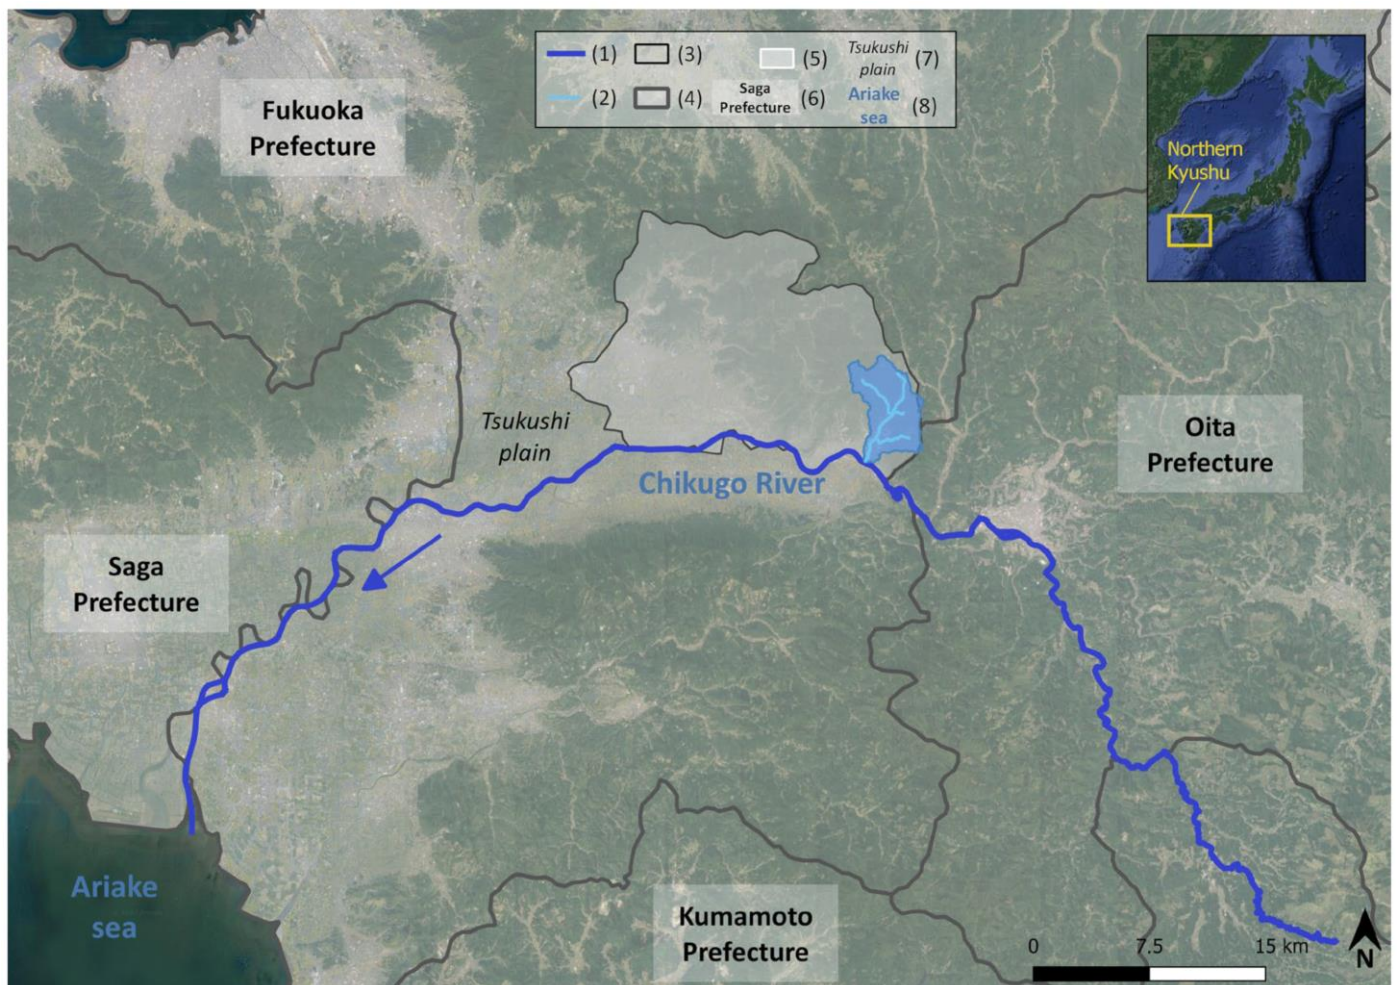 (1)
(3)
(5)
Tsukushi
plain
(7)
(2)
(4)
Saga
Prefecture
(6)
Ariake
sea
(8)
Fukuoka
Prefecture
Northern
Kyushu
Tsukushi
plain
Oita
Prefecture
Chikugo River
Saga
Prefecture
Ariake
sea
Kumamoto
Prefecture
0 7.5 15 km
N